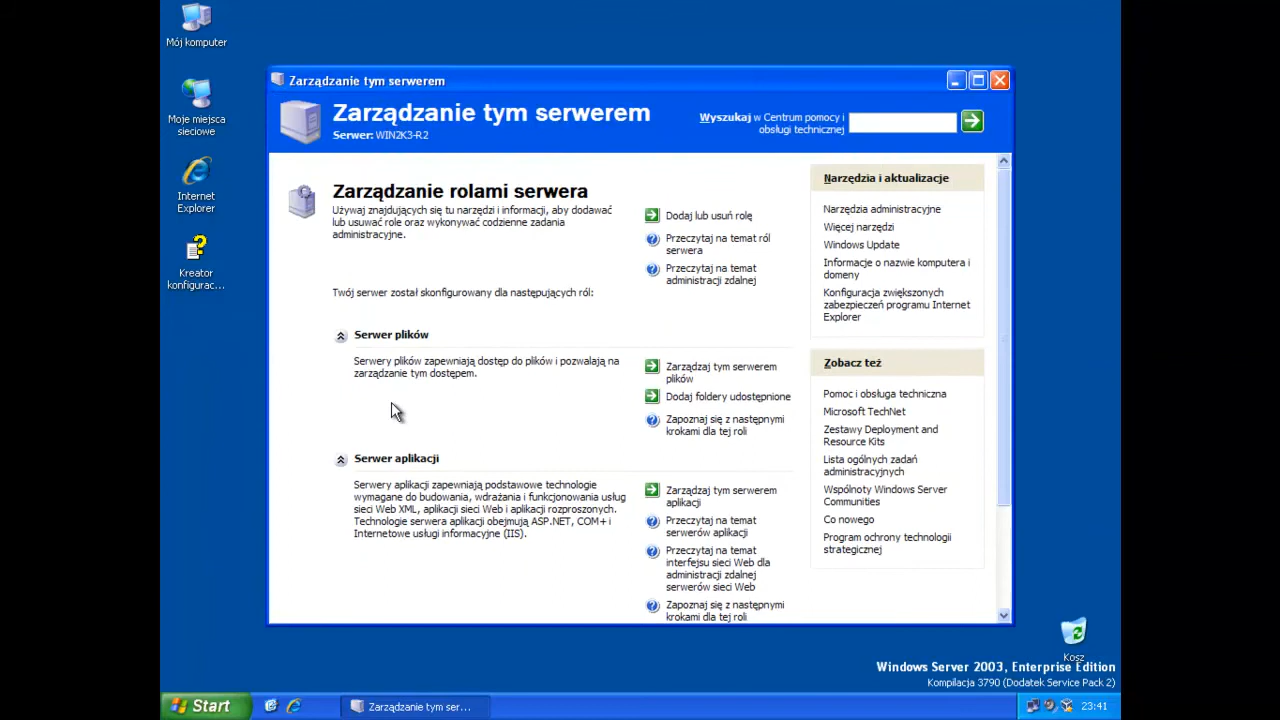 Mój komputer
Moje miejsca
sieciowe
Internet
Explorer
Kreator
konfigurac...
Zarządzanie tym serwerem
Zarządzanie tym serwerem
Serwer: WIN2K3-R2
Wyszukaj w Centrum pomocy i
obsługi technicznej
Zarządzanie rolami serwera
Używaj znajdujących się tu narzędzi i informacji, aby dodawać
lub usuwać role oraz wykonywać codzienne zadania
administracyjne.
Dodaj lub usuń rolę
Przeczytaj na temat ról
serwera
Przeczytaj na temat
administracji zdalnej
Twój serwer został skonfigurowany dla następujących ról:
Serwer plików
Serwery plików zapewniają dostęp do plików i pozwalają na
zarządzanie tym dostępem.
Zarządzaj tym serwerem
plików
Dodaj foldery udostępnione
Zapoznaj się z następnymi
krokami dla tej roli
Serwer aplikacji
Serwery aplikacji zapewniają podstawowe technologie
wymagane do budowania, wdrażania i funkcjonowania usług
sieci Web XML, aplikacji sieci Web i aplikacji rozproszonych.
Technologie serwera aplikacji obejmują ASP.NET, COM+ i
Internetowe usługi informacyjne (IIS).
Zarządzaj tym serwerem
aplikacji
Przeczytaj na temat
serwerów aplikacji
Przeczytaj na temat
interfejsu sieci Web dla
administracji zdalnej
serwerów sieci Web
Zapoznaj się z następnymi
krokami dla tej roli
Narzędzia i aktualizacje
Narzędzia administracyjne
Więcej narzędzi
Windows Update
Informacje o nazwie komputera i
domeny
Konfiguracja zwiększonych
zabezpieczeń programu Internet
Explorer
Zobacz też
Pomoc i obsługa techniczna
Microsoft TechNet
Zestawy Deployment and
Resource Kits
Lista ogólnych zadań
administracyjnych
Wspólnoty Windows Server
Communities
Co nowego
Program ochrony technologii
strategicznej
Kosz
Windows Server 2003, Enterprise Edition
Kompilacja 3790 (Dodatek Service Pack 2)
Start
Zarządzanie tym ser...
23:41